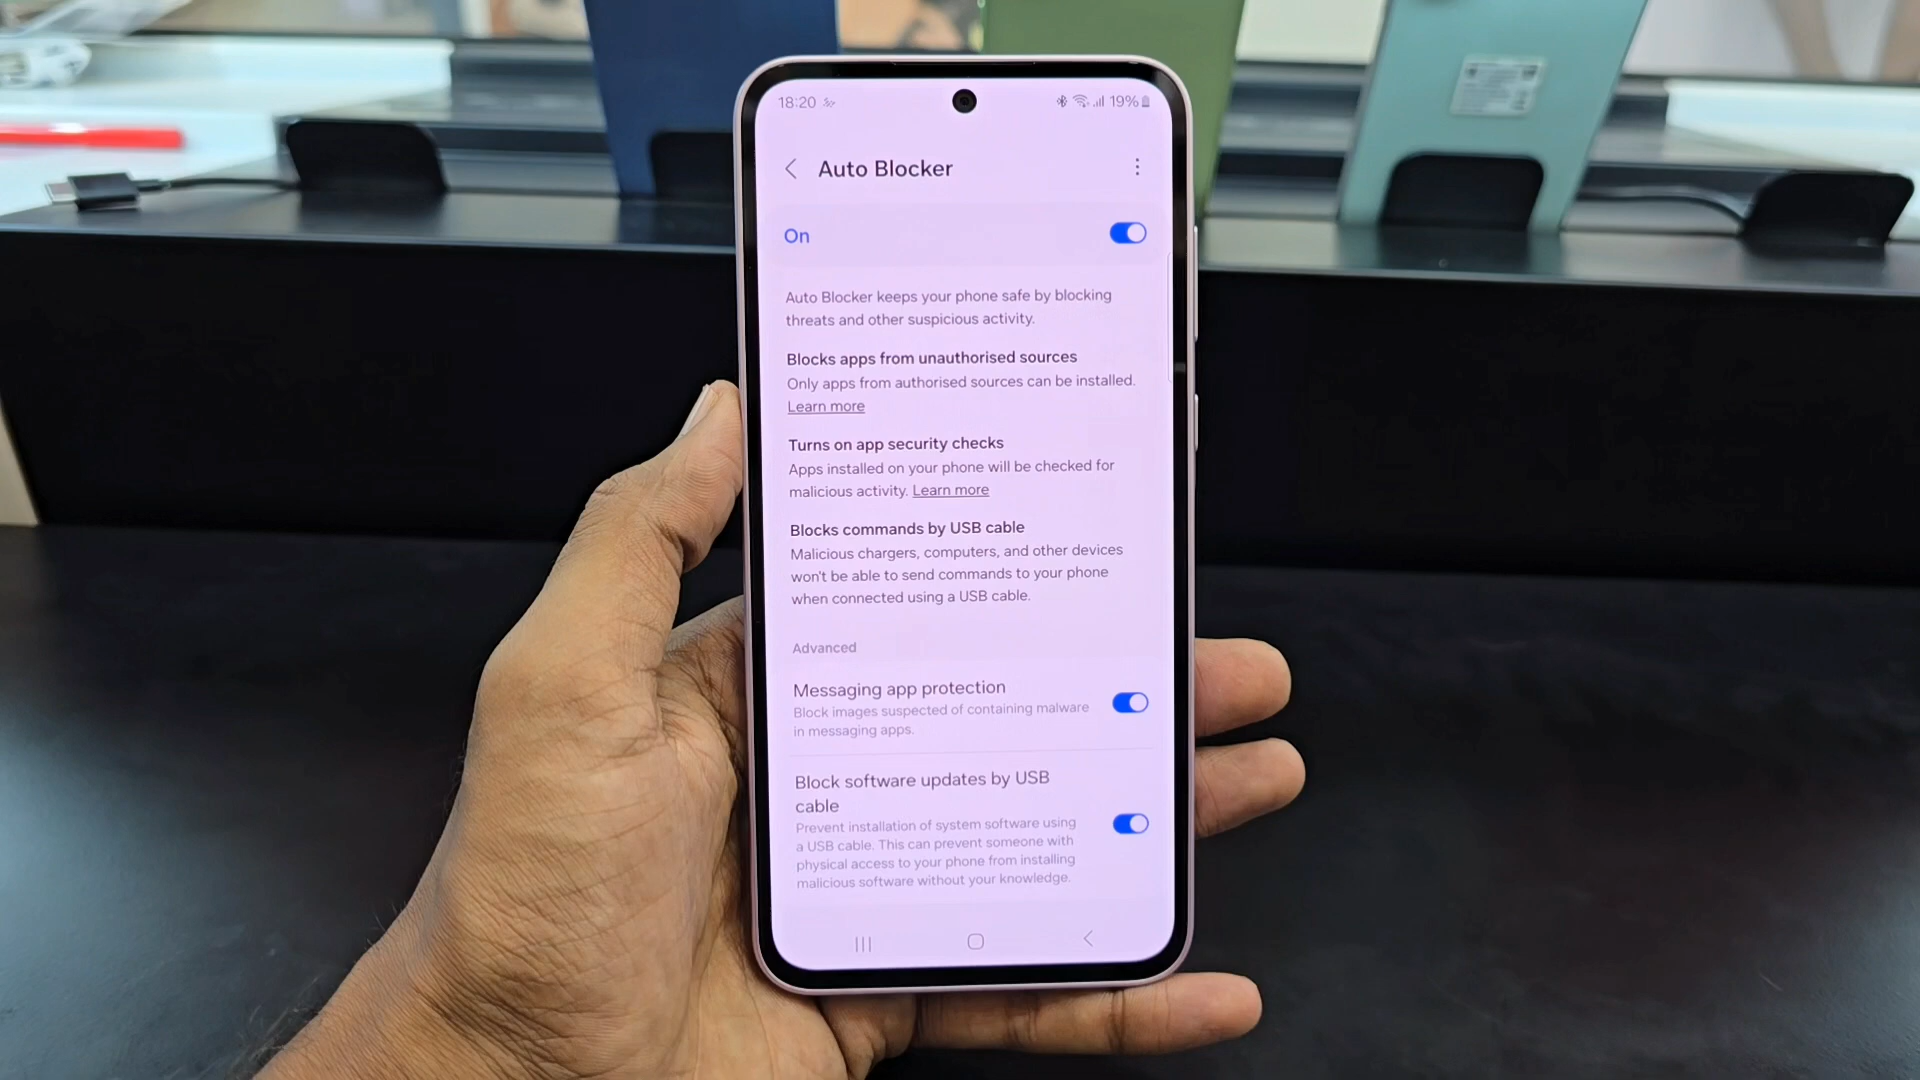 18:20
19%
Auto Blocker
On
Auto Blocker keeps your phone safe by blocking
threats and other suspicious activity.
Blocks apps from unauthorised sources
Only apps from authorised sources can be installed.
Learn more
Turns on app security checks
Apps installed on your phone will be checked for
malicious activity. Learn more
Blocks commands by USB cable
Malicious chargers, computers, and other devices
won't be able to send commands to your phone
when connected using a USB cable.
Advanced
Messaging app protection
Block images suspected of containing malware
in messaging apps.
Block software updates by USB
cable
Prevent installation of system software using
a USB cable. This can prevent someone with
physical access to your phone from installing
malicious software without your knowledge.